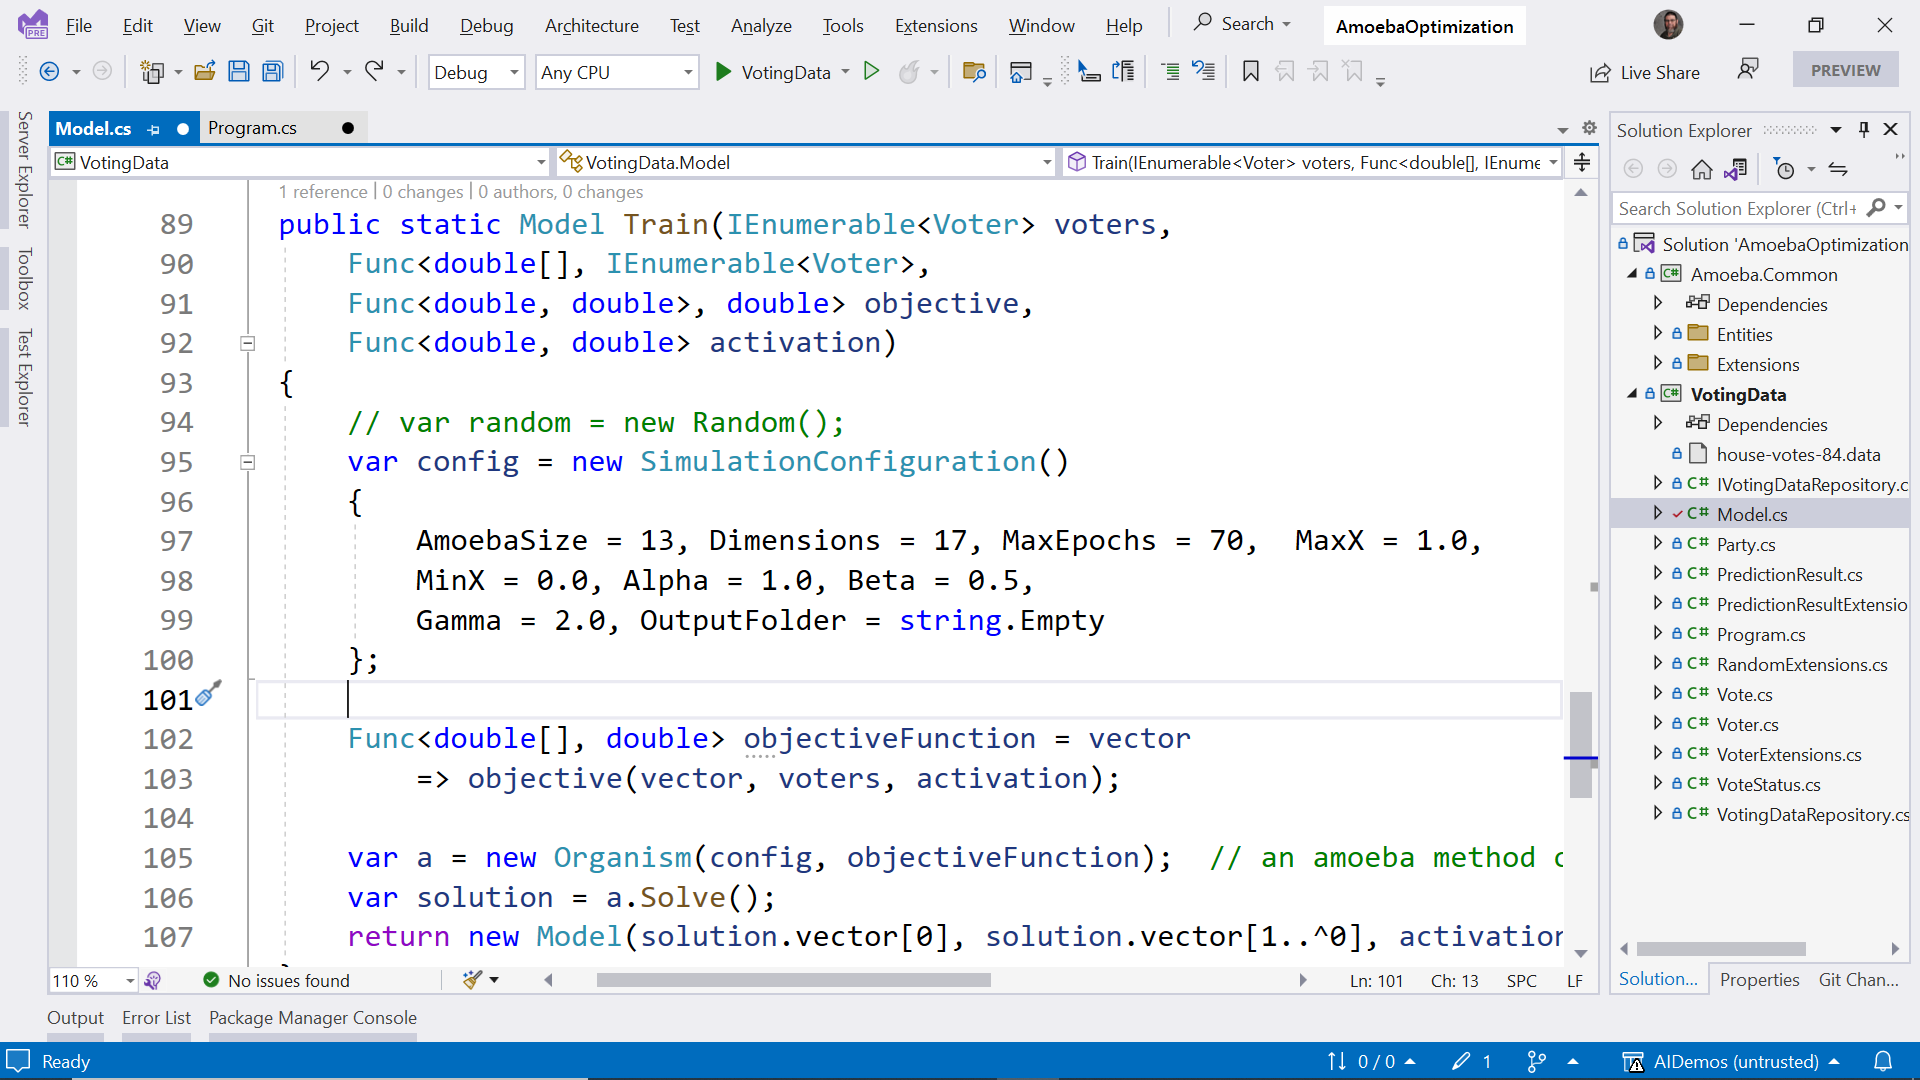 File Edit View Git Project Build Debug Architecture Test Analyze Tools Extensions Window Help Search AmoebaOptimization
PRE
Debug Any CPU VotingData Live Share PREVIEW
Server Explorer
Toolbox
Test Explorer
Model.cs Program.cs
VotingData VotingData.Model Train(IEnumerable<Voter> voters, Func<double[], IEnume
1 reference | 0 changes | 0 authors, 0 changes
89 public static Model Train(IEnumerable<Voter> voters,
90 Func<double[], IEnumerable<Voter>,
91 Func<double, double>, double> objective,
92 Func<double, double> activation)
93 {
94 // var random = new Random();
95 var config = new SimulationConfiguration()
96 {
97 AmoebaSize = 13, Dimensions = 17, MaxEpochs = 70,  MaxX = 1.0,
98 MinX = 0.0, Alpha = 1.0, Beta = 0.5,
99 Gamma = 2.0, OutputFolder = string.Empty
100 };
101
102 Func<double[], double> objectiveFunction = vector
103 => objective(vector, voters, activation);
104
105 var a = new Organism(config, objectiveFunction);  // an amoeba method
106 var solution = a.Solve();
107 return new Model(solution.vector[0], solution.vector[1..^0], activation
110 % No issues found Ln: 101 Ch: 13 SPC LF
Solution Explorer
Search Solution Explorer (Ctrl+
Solution 'AmoebaOptimization
Amoeba.Common
Dependencies
Entities
Extensions
VotingData
Dependencies
house-votes-84.data
C# IVotingDataRepository.c
C# Model.cs
C# Party.cs
C# PredictionResult.cs
C# PredictionResultExtensio
C# Program.cs
C# RandomExtensions.cs
C# Vote.cs
C# Voter.cs
C# VoterExtensions.cs
C# VoteStatus.cs
C# VotingDataRepository.cs
Solution... Properties Git Chan...
Output Error List Package Manager Console
Ready 0 / 0 1 AIDemos (untrusted)